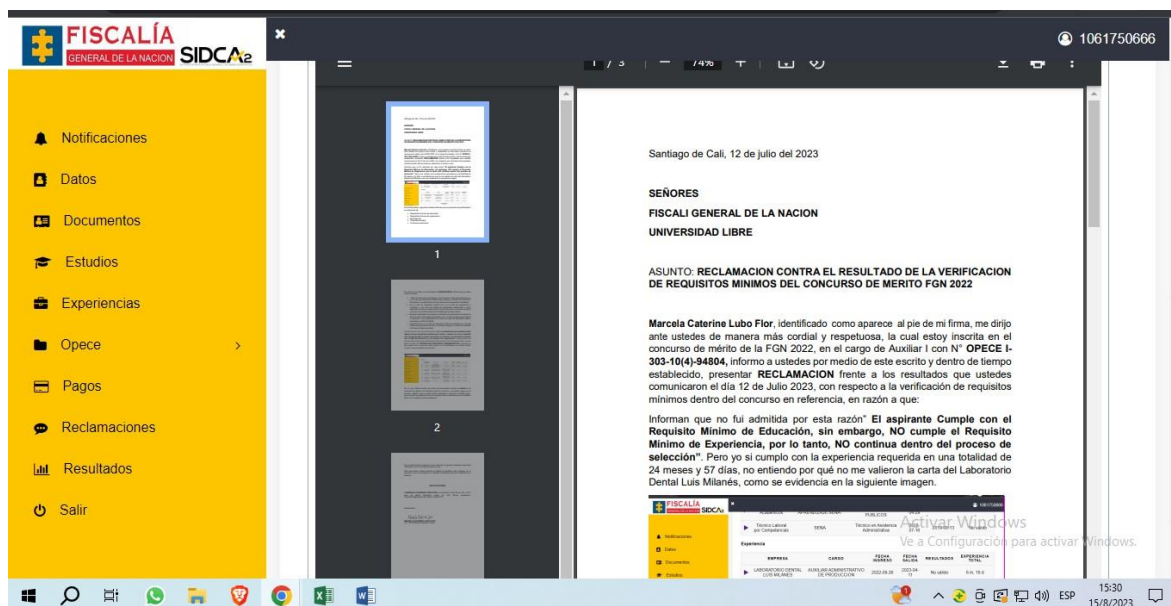 FISCALÍA
GENERAL DE LA NACION
SIDCA2
1061750666
Notificaciones
Datos
Documentos
Estudios
Experiencias
Opece
Pagos
Reclamaciones
Resultados
Salir
1 / 3
74%
1
2
Santiago de Cali, 12 de julio del 2023
SEÑORES
FISCALI GENERAL DE LA NACION
UNIVERSIDAD LIBRE
ASUNTO: RECLAMACION CONTRA EL RESULTADO DE LA VERIFICACION
DE REQUISITOS MINIMOS DEL CONCURSO DE MERITO FGN 2022
Marcela Caterine Lubo Flor, identificado como aparece al pie de mi firma, me dirijo
ante ustedes de manera más cordial y respetuosa, la cual estoy inscrita en el
concurso de mérito de la FGN 2022, en el cargo de Auxiliar I con N° OPECE I-
303-10(4)-94804, informo a ustedes por medio de este escrito y dentro de tiempo
establecido, presentar RECLAMACION frente a los resultados que ustedes
comunicaron el día 12 de Julio 2023, con respecto a la verificación de requisitos
mínimos dentro del concurso en referencia, en razón a que:
Informan que no fui admitida por esta razón" El aspirante Cumple con el
Requisito Mínimo de Educación, sin embargo, NO cumple el Requisito
Mínimo de Experiencia, por lo tanto, NO continua dentro del proceso de
selección". Pero yo si cumplo con la experiencia requerida en una totalidad de
24 meses y 57 días, no entiendo por qué no me valieron la carta del Laboratorio
Dental Luis Milanés, como se evidencia en la siguiente imagen.
FISCALÍA
SIDCA
PUBLICOS
Técnico Laboral
por Competencias
SENA
Técnico en Asistencia
Administrativa
Experiencia
EMPRESA
CARGO
FECHA
INGRESO
FECHA
SALIDA
RESULTADOS
EXPERIENCIA
TOTAL
LABORATORIO DENTAL
LUIS MILANES
AUXILIAR ADMINISTRATIVO
DE PRODUCCION
Notificaciones
Datos
Documentos
Estudios
Activar Windows
Ve a Configuración para activar Windows.
ESP
15:30
15/8/2023